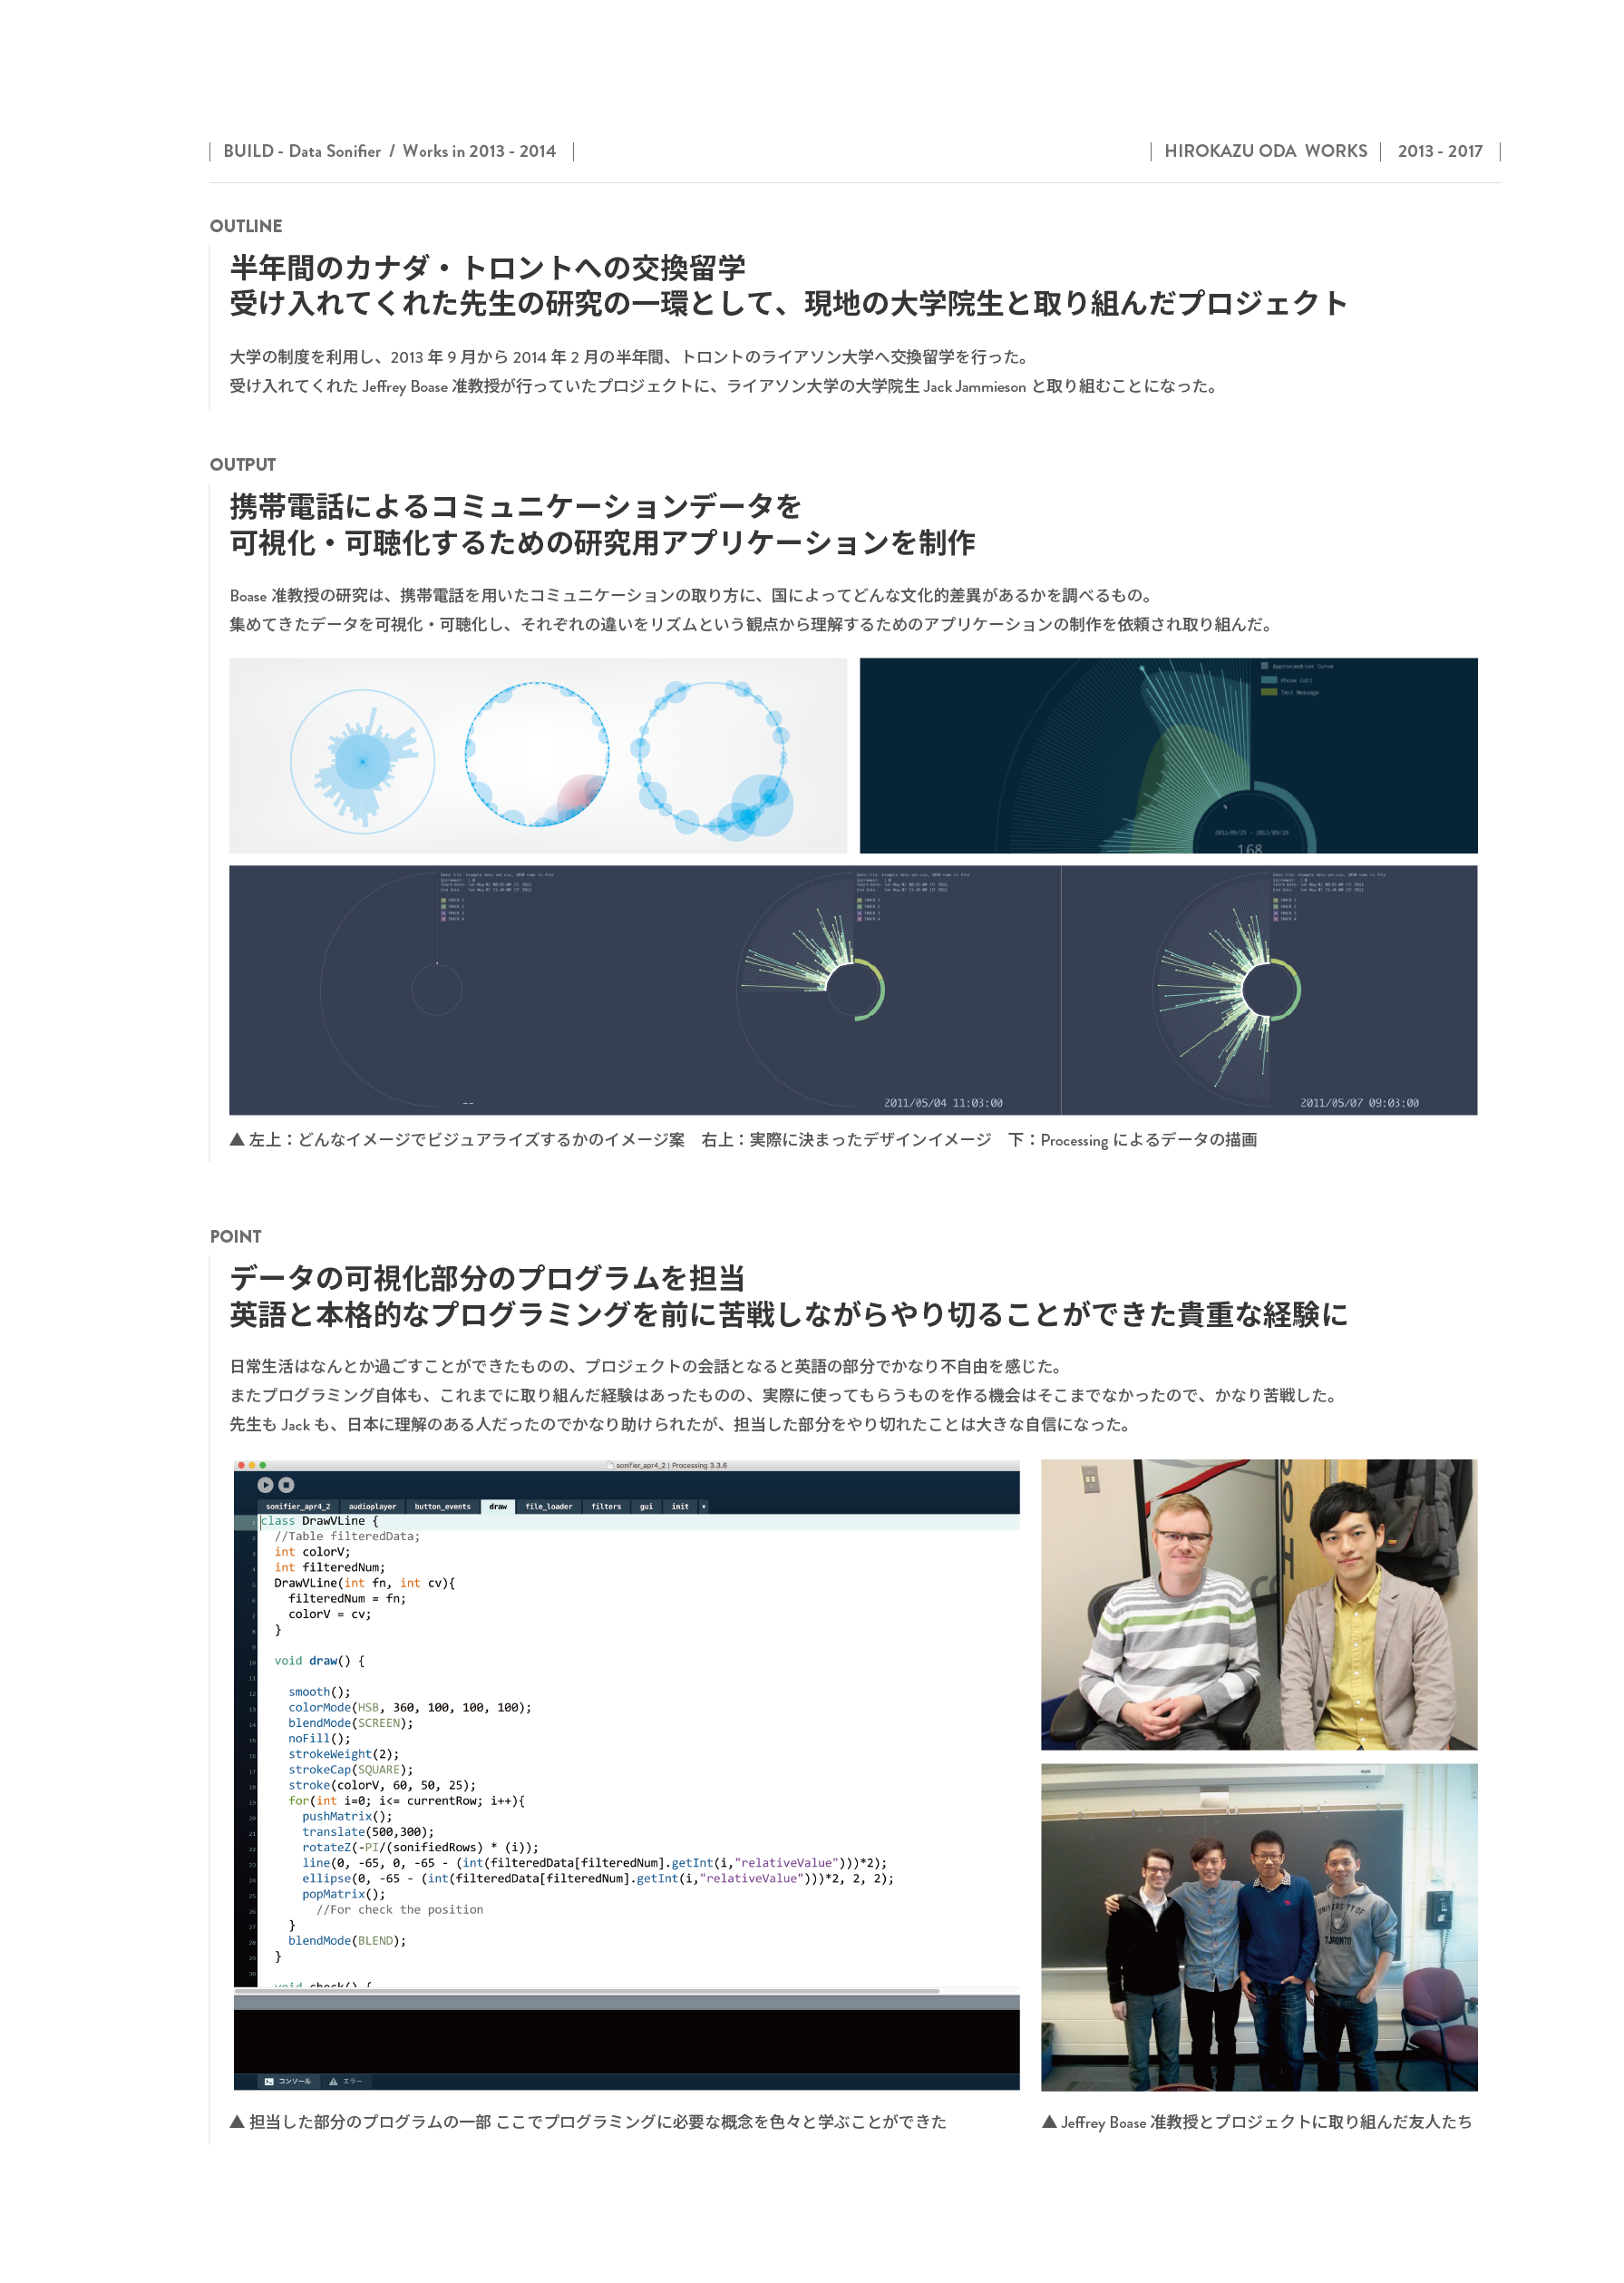 BUILD - Data Sonifier / Works in 2013 - 2014
HIROKAZU ODA WORKS
2013 - 2017
OUTLINE
半年間のカナダ・トロントへの交換留学
受け入れてくれた先生の研究の一環として、現地の大学院生と取り組んだプロジェクト
大学の制度を利用し、2013 年 9 月から 2014 年 2 月の半年間、トロントのライアソン大学へ交換留学を行った。
受け入れてくれた Jeffrey Boase 准教授が行っていたプロジェクトに、ライアソン大学の大学院生 Jack Jammieson と取り組むことになった。
OUTPUT
携帯電話によるコミュニケーションデータを
可視化・可聴化するための研究用アプリケーションを制作
Boase 准教授の研究は、携帯電話を用いたコミュニケーションの取り方に、国によってどんな文化的差異があるかを調べるもの。
集めてきたデータを可視化・可聴化し、それぞれの違いをリズムという観点から理解するためのアプリケーションの制作を依頼され取り組んだ。
Approximation Curve
Phone Call
Text Message
2011/09/25 - 2011/09/29
168
--
2011/05/04 11:03:00
2011/05/07 09:03:00
▲ 左上：どんなイメージでビジュアライズするかのイメージ案　右上：実際に決まったデザインイメージ　下：Processing によるデータの描画
POINT
データの可視化部分のプログラムを担当
英語と本格的なプログラミングを前に苦戦しながらやり切ることができた貴重な経験に
日常生活はなんとか過ごすことができたものの、プロジェクトの会話となると英語の部分でかなり不自由を感じた。
またプログラミング自体も、これまでに取り組んだ経験はあったものの、実際に使ってもらうものを作る機会はそこまでなかったので、かなり苦戦した。
先生も Jack も、日本に理解のある人だったのでかなり助けられたが、担当した部分をやり切れたことは大きな自信になった。
sonifier_apr4_2 | Processing 3.3.6
sonifier_apr4_2 audioplayer button_events draw file_loader filters gui init
class DrawVLine {
//Table filteredData;
int colorV;
int filteredNum;
DrawVLine(int fn, int cv){
filteredNum = fn;
colorV = cv;
}
void draw() {
smooth();
colorMode(HSB, 360, 100, 100, 100);
blendMode(SCREEN);
noFill();
strokeWeight(2);
strokeCap(SQUARE);
stroke(colorV, 60, 50, 25);
for(int i=0; i<= currentRow; i++){
pushMatrix();
translate(500,300);
rotateZ(-PI/(sonifiedRows) * (i));
line(0, -65, 0, -65 - (int(filteredData[filteredNum].getInt(i,"relativeValue")))*2);
ellipse(0, -65 - (int(filteredData[filteredNum].getInt(i,"relativeValue")))*2, 2, 2);
popMatrix();
//For check the position
}
blendMode(BLEND);
}
void check() {
コンソール
エラー
UNIVERSITY OF
TORONTO
▲ 担当した部分のプログラムの一部 ここでプログラミングに必要な概念を色々と学ぶことができた
▲ Jeffrey Boase 准教授とプロジェクトに取り組んだ友人たち